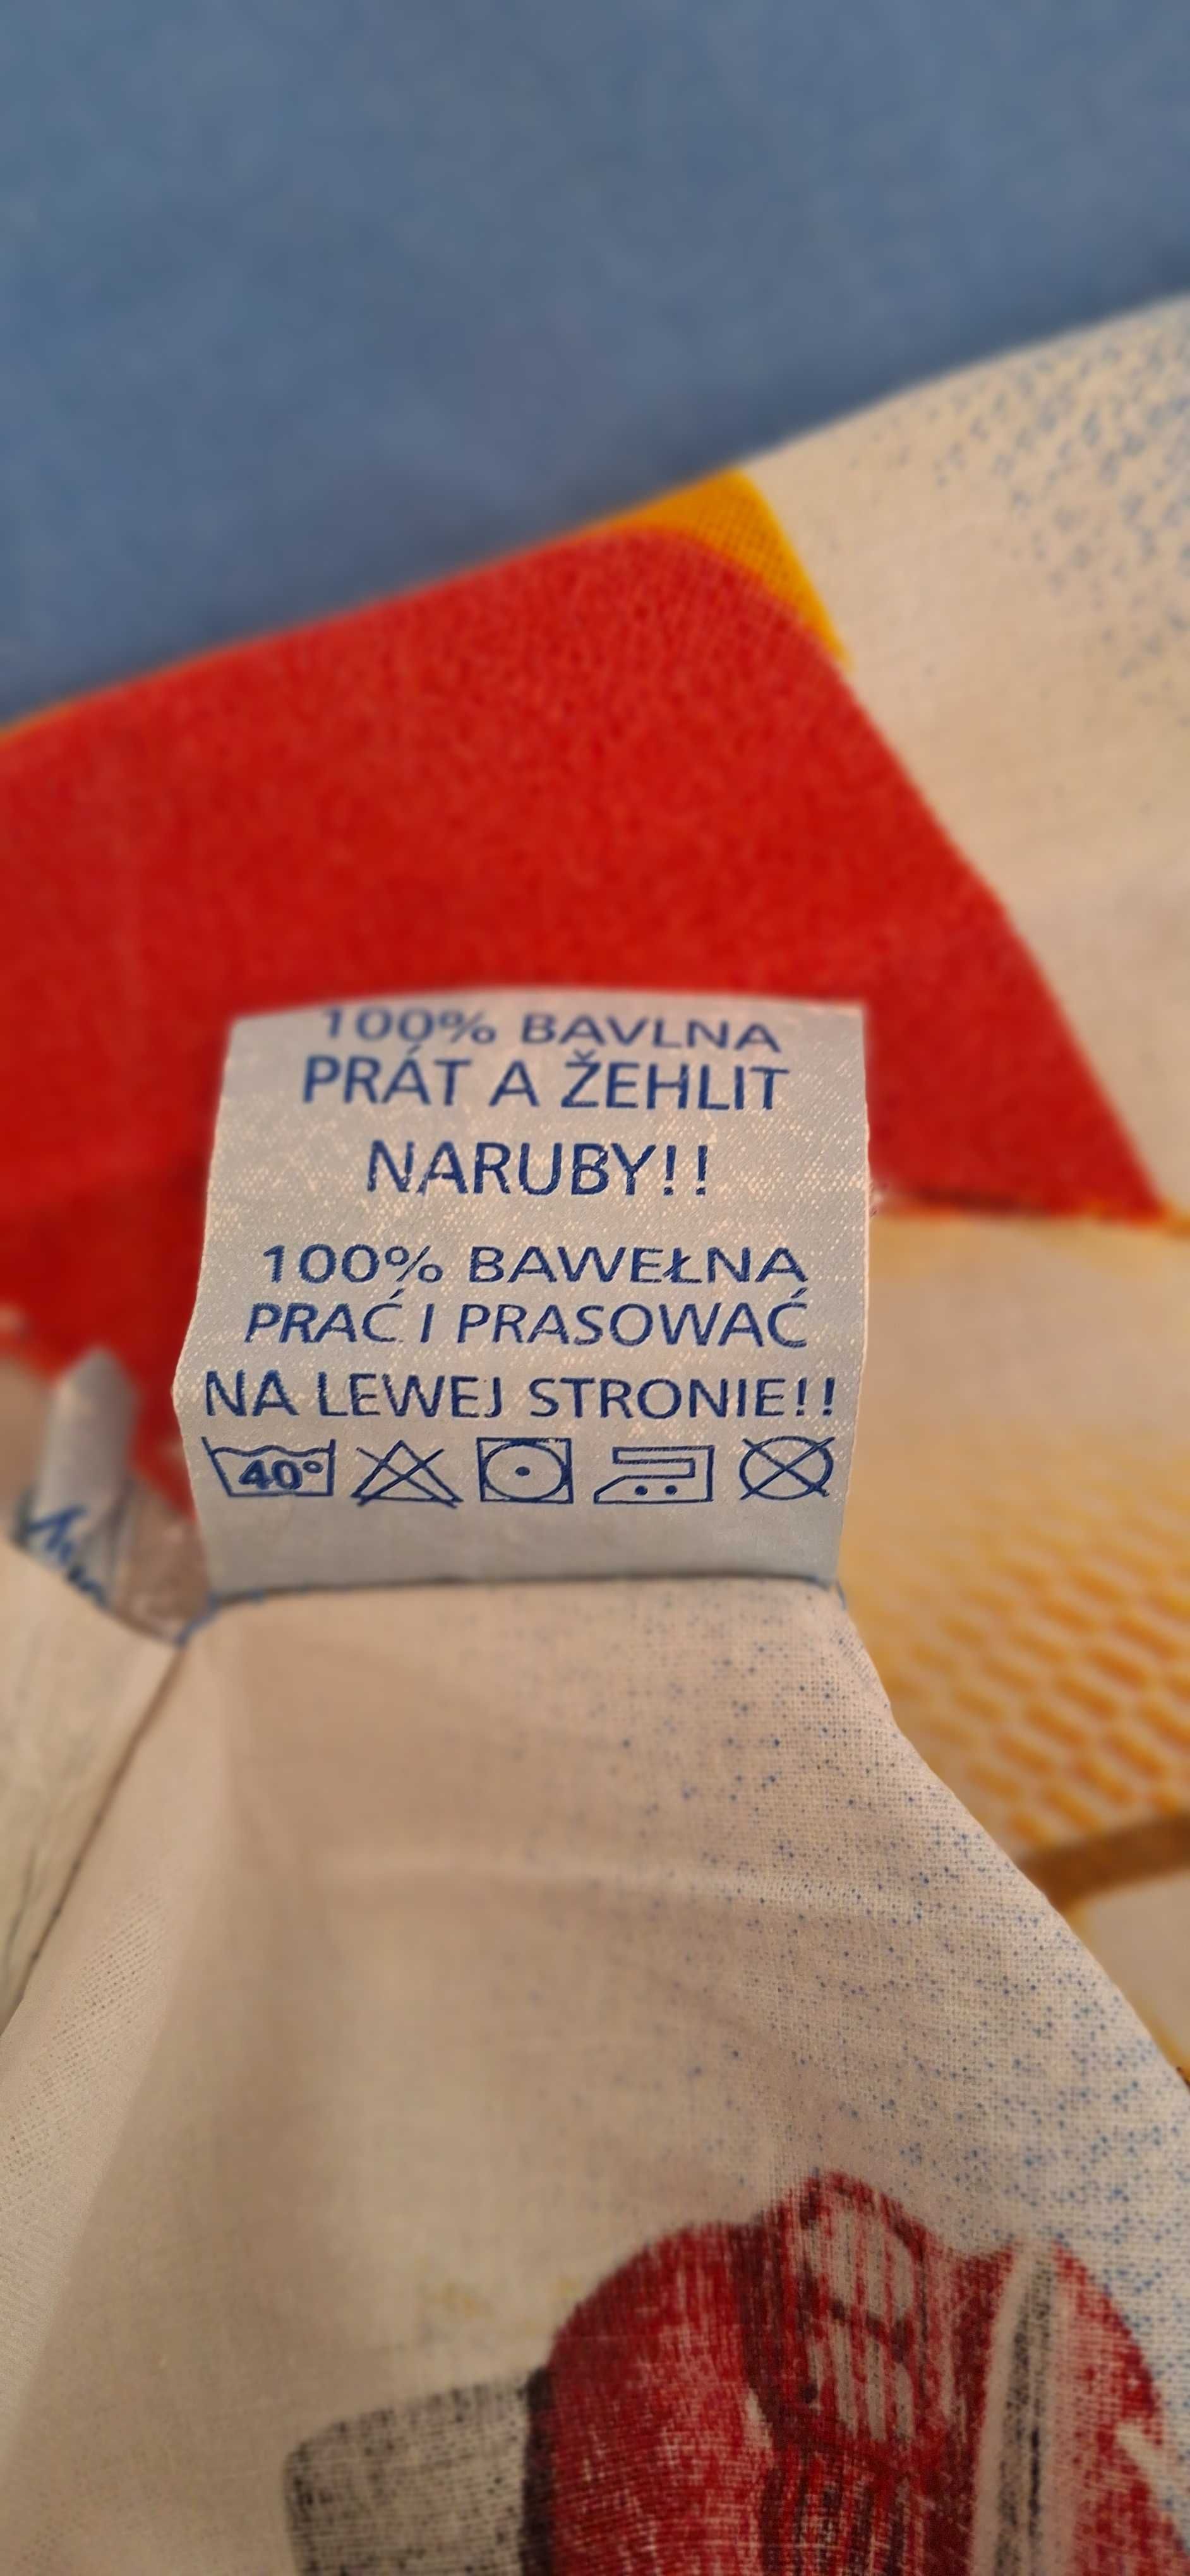 100% BAVLNA
PRÁT A ŽEHLIT
NARUBY!!
100% BAWEŁNA
PRAĆ I PRASOWAĆ
NA LEWEJ STRONIE!!
40°